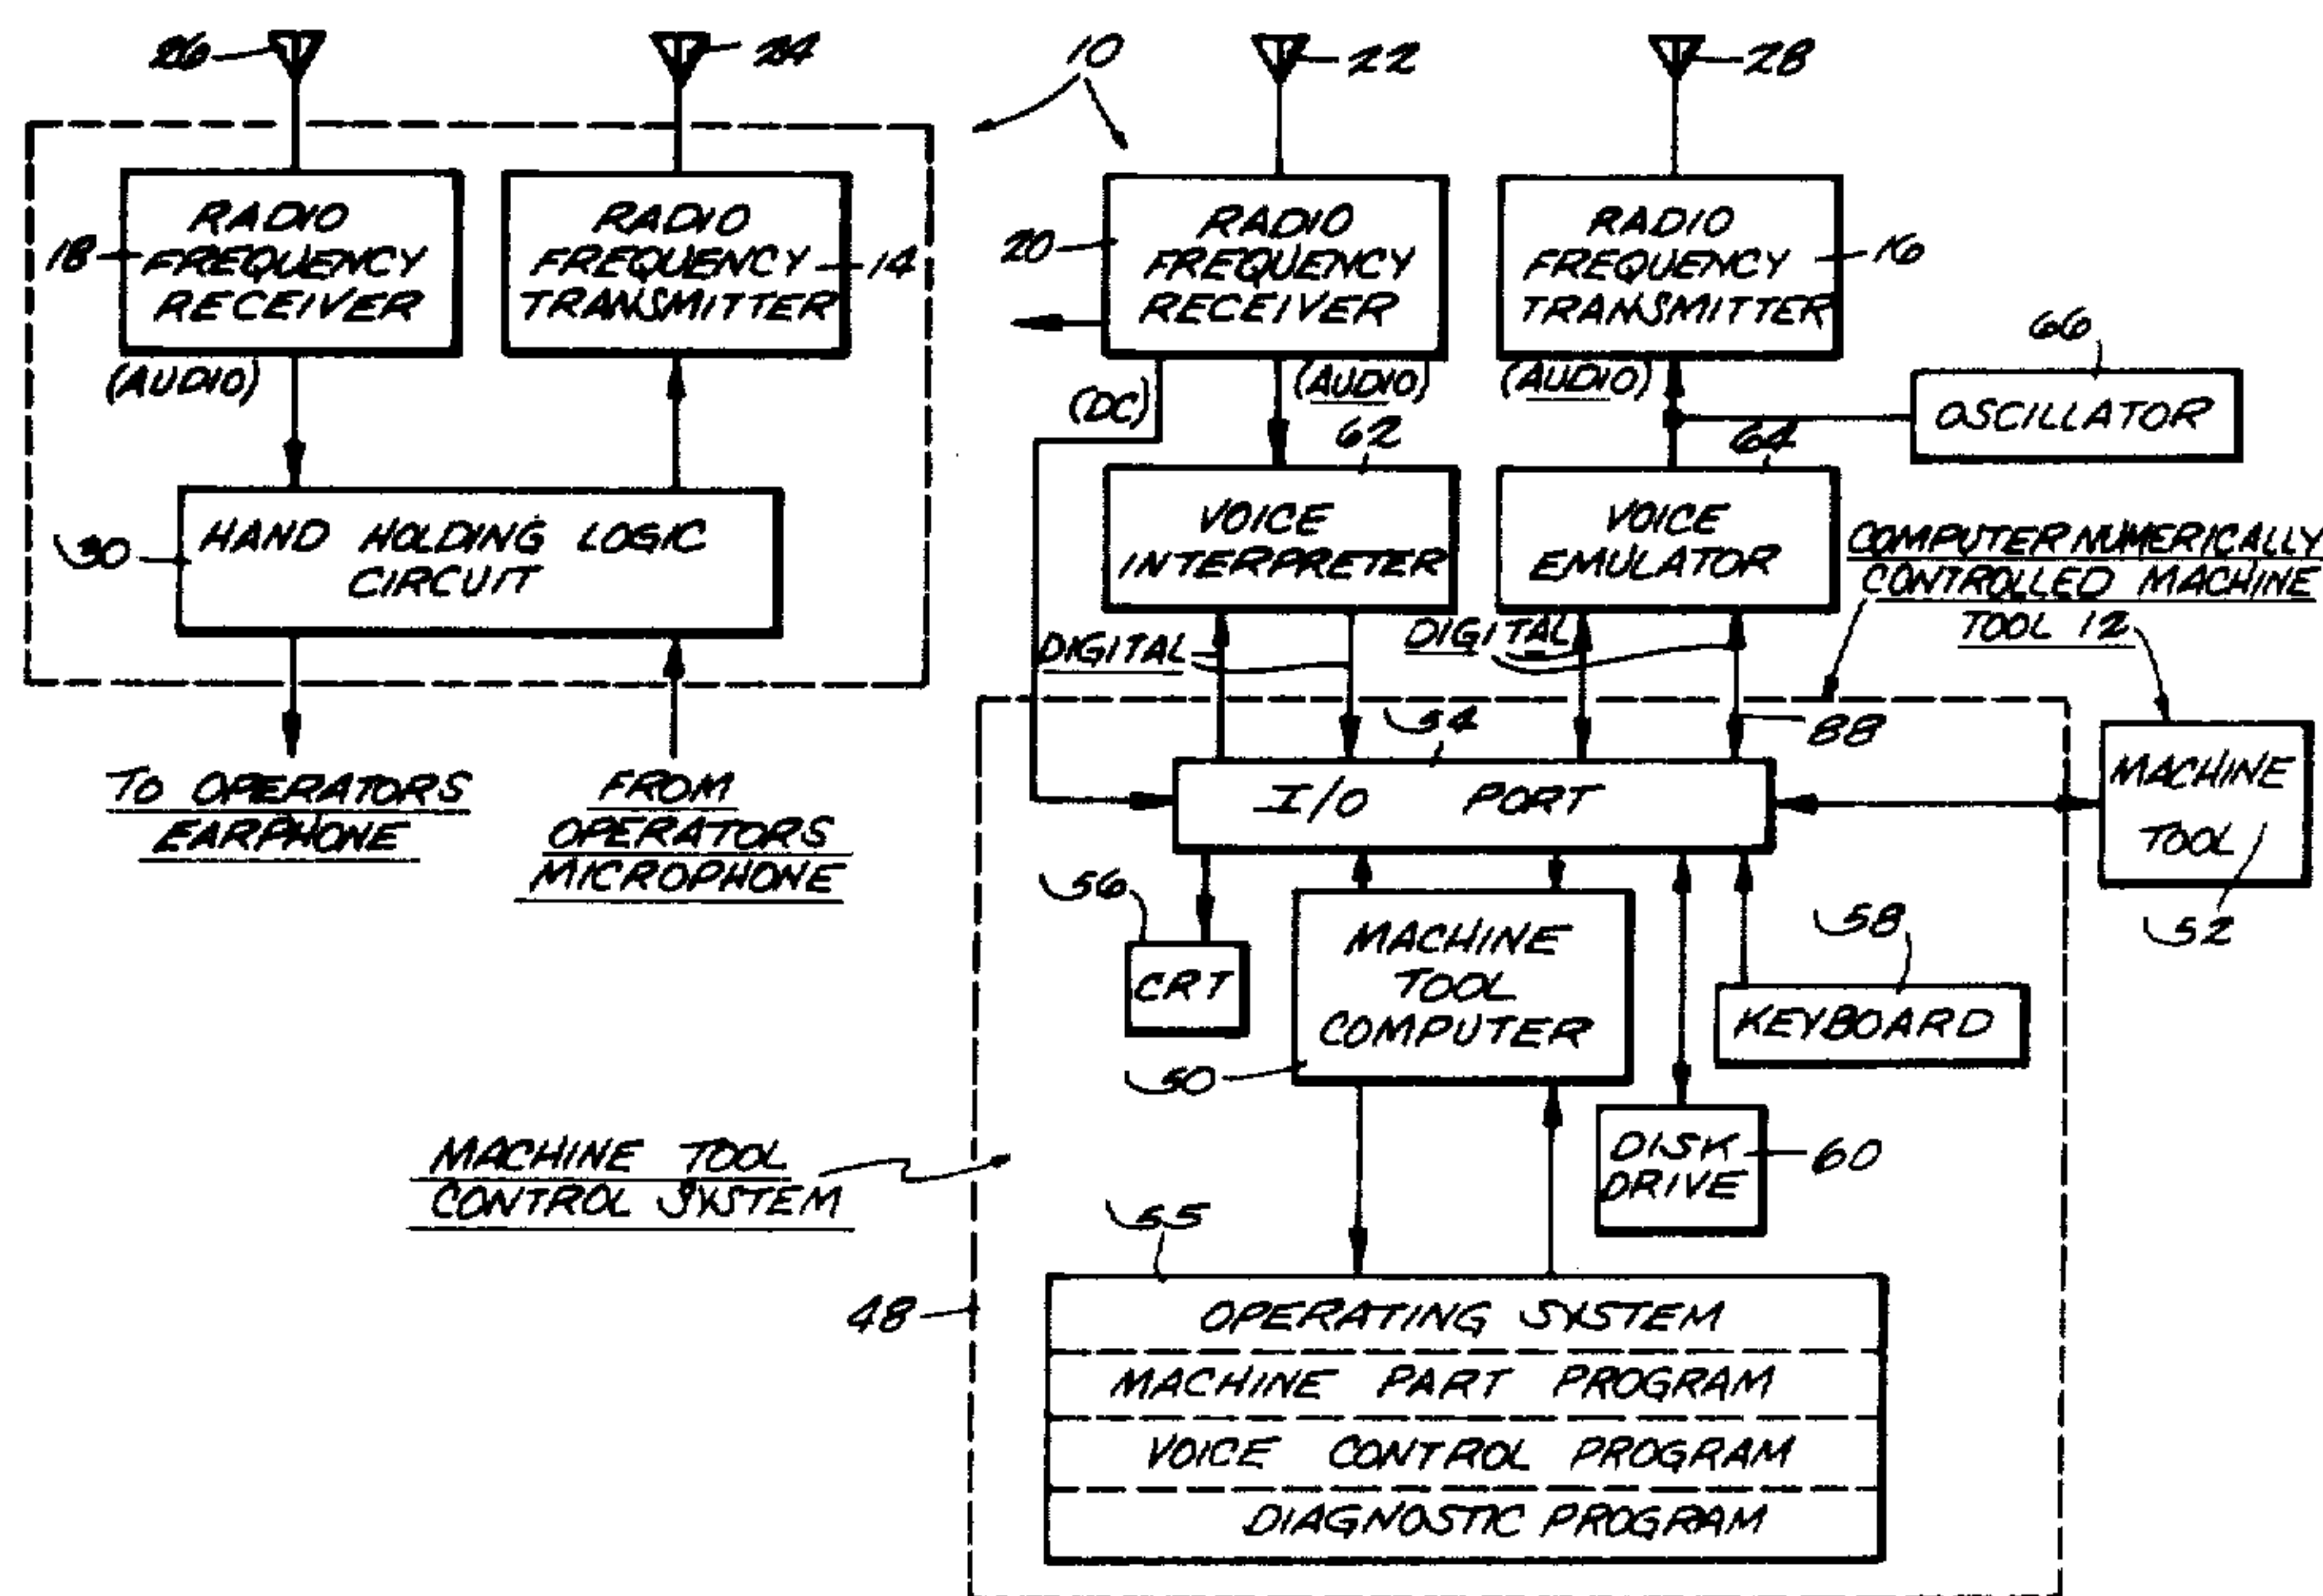 26
24
10
22
28
RADIO
FREQUENCY
RECEIVER
18
RADIO
FREQUENCY
TRANSMITTER
14
20
RADIO
FREQUENCY
RECEIVER
RADIO
FREQUENCY
TRANSMITTER
16
66
OSCILLATOR
(AUDIO)
(DC)
(AUDIO)
(AUDIO)
62
64
30
HAND HOLDING LOGIC
CIRCUIT
VOICE
INTERPRETER
VOICE
EMULATOR
COMPUTER NUMERICALLY
CONTROLLED MACHINE
TOOL 12
DIGITAL
DIGITAL
54
88
TO OPERATORS
EARPHONE
FROM
OPERATORS
MICROPHONE
I/O PORT
MACHINE
TOOL
52
56
CRT
MACHINE
TOOL
COMPUTER
50
58
KEYBOARD
DISK
DRIVE
60
MACHINE TOOL
CONTROL SYSTEM
55
48
OPERATING SYSTEM
MACHINE PART PROGRAM
VOICE CONTROL PROGRAM
DIAGNOSTIC PROGRAM